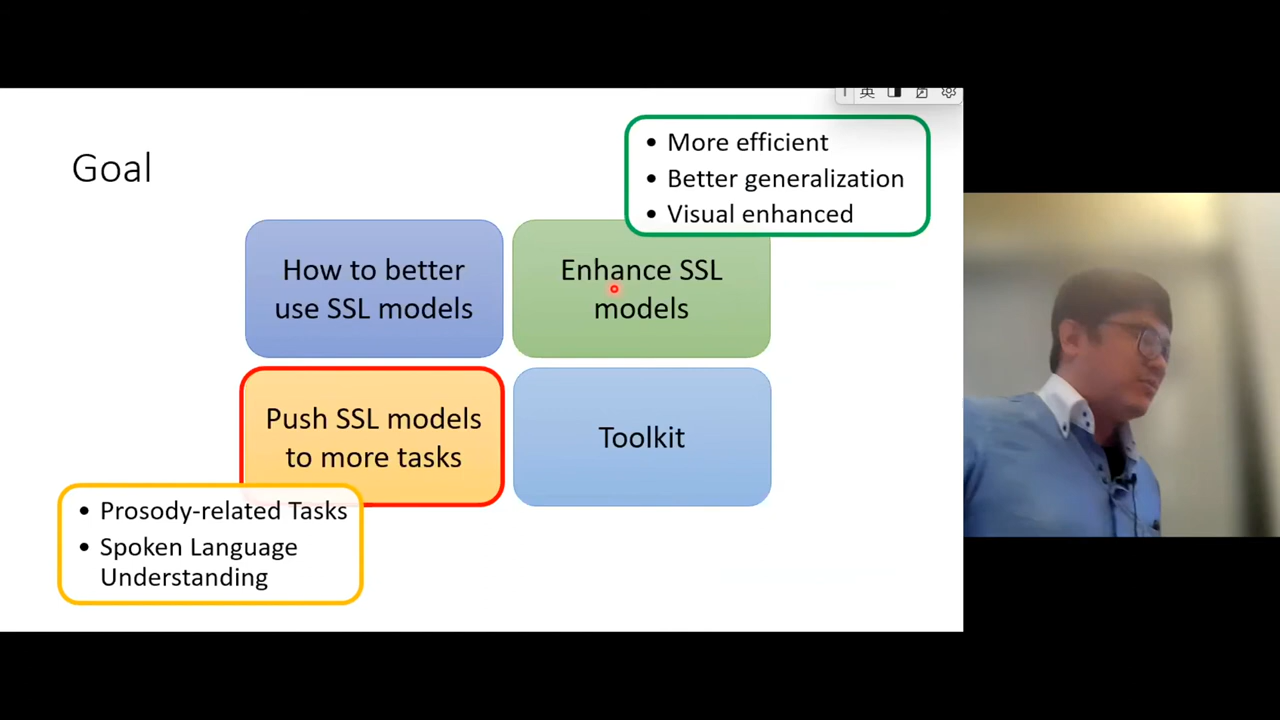 英
Goal
More efficient
Better generalization
Visual enhanced
How to better
use SSL models
Enhance SSL
models
Push SSL models
to more tasks
Toolkit
Prosody-related Tasks
Spoken Language
Understanding